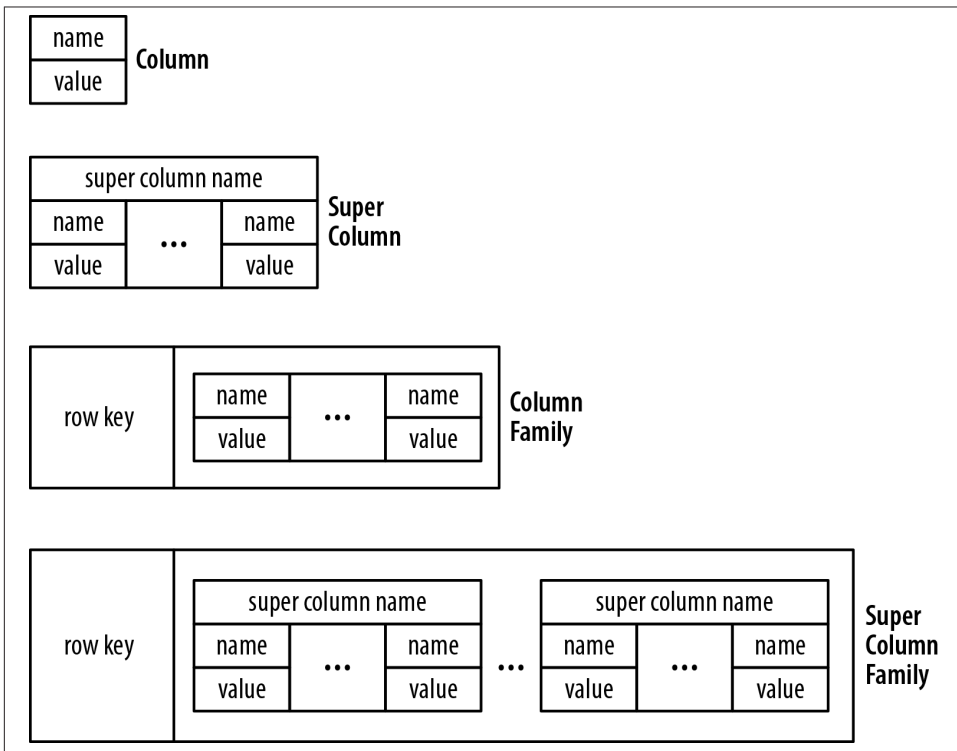 name
value
Column
super column name
name ... name
value value
Super
Column
row key
name ... name
value value
Column
Family
row key
super column name super column name
name ... name ... name ... name
value value value value
Super
Column
Family